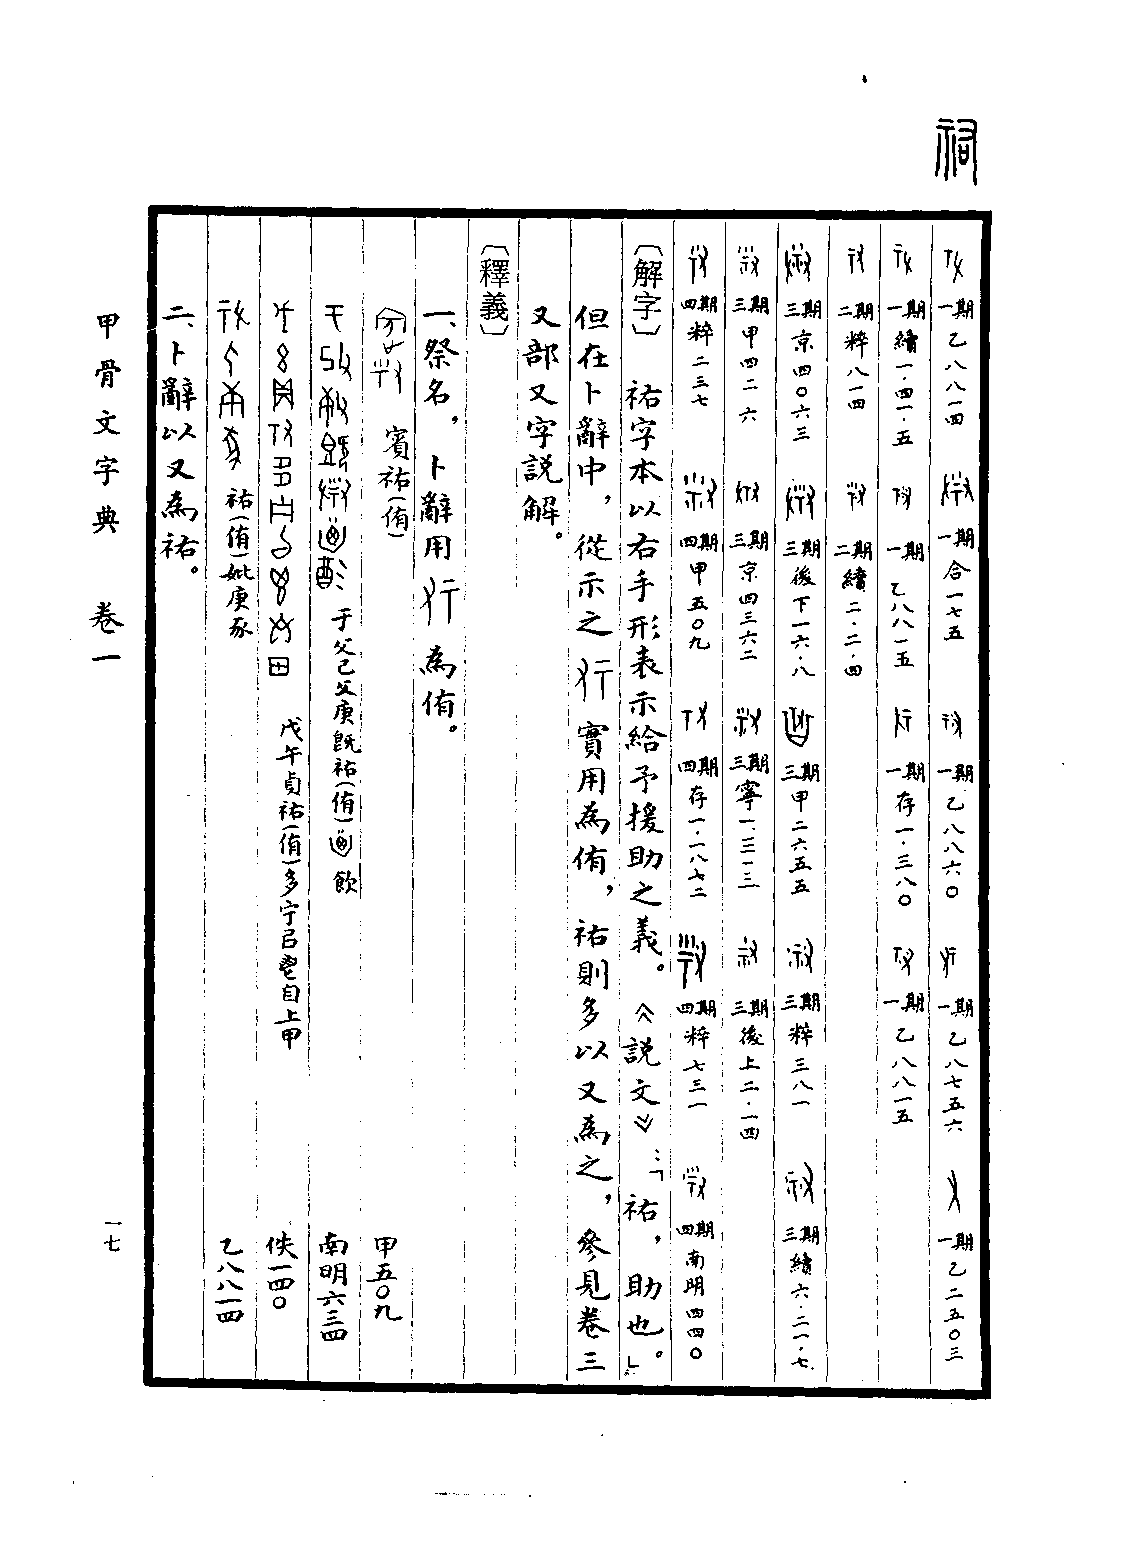 祐
一期乙八八一四 一期合一七五 一期乙八八六〇 一期乙八七五六 一期乙二五〇三
一期續一·四一·五 一期乙八八一五 一期存一·三八〇 一期乙八八一五
二期粹八一四 二期續二·二·四
三期京四〇六三 三期後下一六·八 三期甲二六五五 三期粹三八一 三期續六·二一·七
三期甲四二六 三期京四三六二 三期寧一·三一三 三期後上二·一四
四期粹二三七 四期甲五〇九 四期存一·一八七二 四期粹七三一 四期南明四四〇
〔解字〕 祐字本以右手形表示給予援助之義。《說文》：「祐，助也。」
但在卜辭中，從示之 實用為侑，祐則多以又為之，參見卷三
又部又字説解。
〔釋義〕
一、祭名，卜辭用 為侑。
賓祐(侑) 甲五〇九
于父己父庚既祐(侑) 飲 南明六三四
戊午貞祐(侑)多宁㠯鬯自上甲 佚一四〇
祐(侑)妣庚豕 乙八八一四
二、卜辭以又為祐。
甲骨文字典 卷一
一七